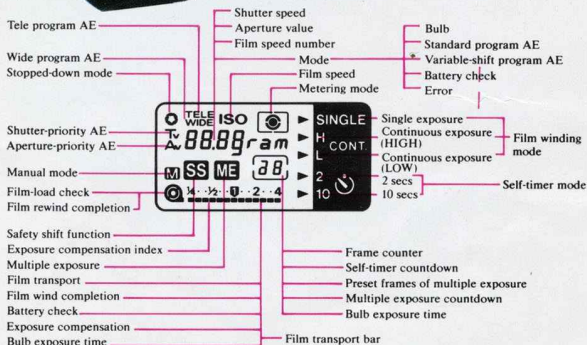 Tele program AE
Wide program AE
Stopped-down mode
Shutter-priority AE
Aperture-priority AE
Manual mode
Film-load check
Film rewind completion
Safety shift function
Exposure compensation index
Multiple exposure
Film transport
Film wind completion
Battery check
Exposure compensation
Bulb exposure time
Shutter speed
Aperture value
Film speed number
Mode
Film speed
Metering mode
Bulb
Standard program AE
* Variable-shift program AE
Battery check
Error
TELE ISO
WIDE
Tv
Av 88.8gram
M SS ME 88
¼ ·· ½ ·· 0 ·· 2 ·· 4
SINGLE
H
CONT.
L
2
10
Single exposure
Continuous exposure
(HIGH)
Continuous exposure
(LOW)
2 secs
10 secs
Film winding
mode
Self-timer mode
Frame counter
Self-timer countdown
Preset frames of multiple exposure
Multiple exposure countdown
Bulb exposure time
Film transport bar